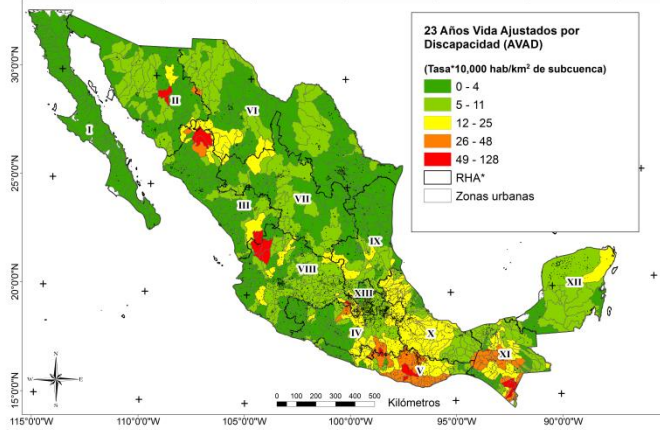 23 Años Vida Ajustados por
Discapacidad (AVAD)
(Tasa*10,000 hab/km² de subcuenca)
0 - 4
5 - 11
12 - 25
26 - 48
49 - 128
RHA*
Zonas urbanas
30°0'0"N
25°0'0"N
20°0'0"N
15°0'0"N
I
II
VI
III
VII
IX
VIII
XIII
XII
IV
X
V
XI
N
W
E
S
0 100 200 300 400 500
Kilómetros
115°0'0"W
110°0'0"W
105°0'0"W
100°0'0"W
95°0'0"W
90°0'0"W